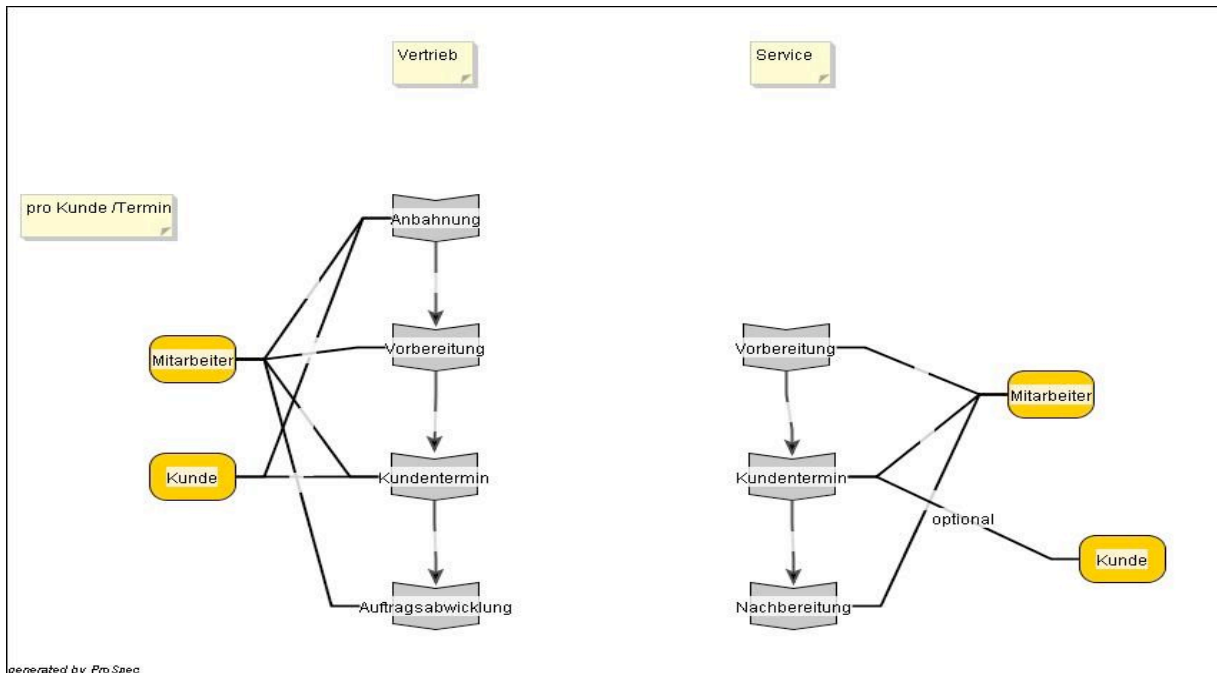 Vertrieb
Service
pro Kunde /Termin
Anbahnung
Mitarbeiter
Vorbereitung
Vorbereitung
Mitarbeiter
Kunde
Kundentermin
Kundentermin
optional
Kunde
Auftragsabwicklung
Nachbereitung
generated by ProSpec